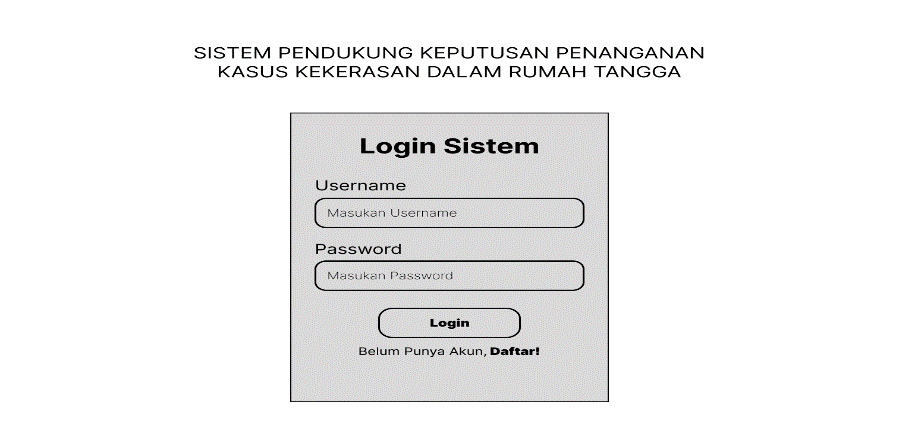 SISTEM PENDUKUNG KEPUTUSAN PENANGANAN
KASUS KEKERASAN DALAM RUMAH TANGGA
Login Sistem
Username
Masukan Username
Password
Masukan Password
Login
Belum Punya Akun, Daftar!